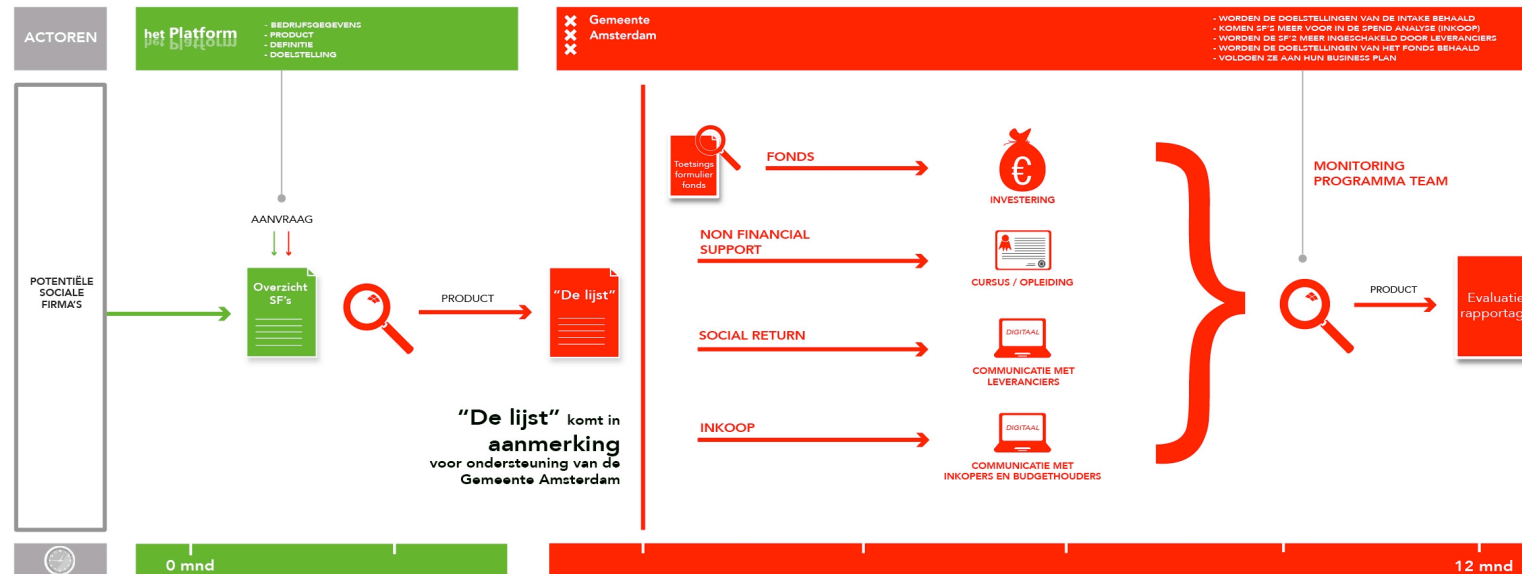 ACTOREN
het Platform
- BEDRIJFSGEGEVENS
- PRODUCT
- DEFINITIE
- DOELSTELLING
Gemeente
Amsterdam
- WORDEN DE DOELSTELLINGEN VAN DE INTAKE BEHAALD
- KOMEN SF'S MEER VOOR IN DE SPEND ANALYSE (INKOOP)
- WORDEN DE SF'2 MEER INGESCHAKELD DOOR LEVERANCIERS
- WORDEN DE DOELSTELLINGEN VAN HET FONDS BEHAALD
- VOLDOEN ZE AAN HUN BUSINESS PLAN
POTENTIËLE
SOCIALE
FIRMA'S
AANVRAAG
Overzicht
SF's
PRODUCT
"De lijst"
"De lijst" komt in
aanmerking
voor ondersteuning van de
Gemeente Amsterdam
Toetsings
formulier
fonds
FONDS
€
INVESTERING
NON FINANCIAL
SUPPORT
CURSUS / OPLEIDING
SOCIAL RETURN
DIGITAAL
COMMUNICATIE MET
LEVERANCIERS
INKOOP
DIGITAAL
COMMUNICATIE MET
INKOPERS EN BUDGETHOUDERS
MONITORING
PROGRAMMA TEAM
PRODUCT
Evaluatie
rapportag
0 mnd
12 mnd